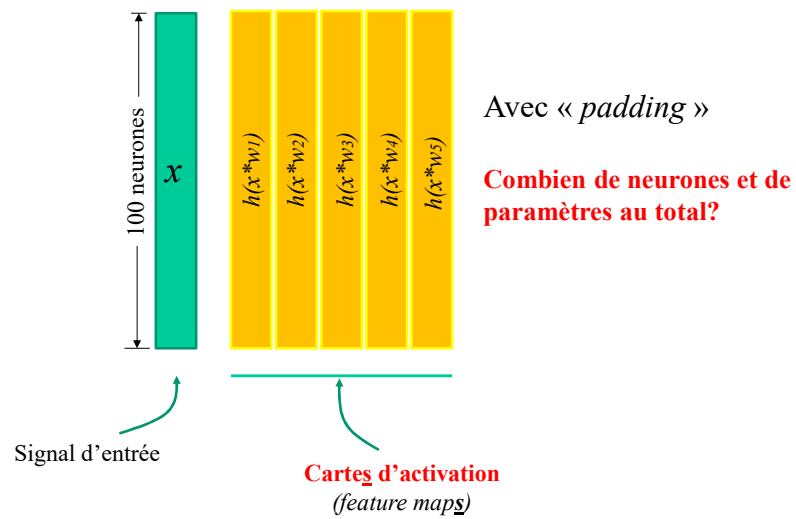 100 neurones
x
h(x*w1)
h(x*w2)
h(x*w3)
h(x*w4)
h(x*w5)
Avec « padding »
Combien de neurones et de
paramètres au total?
Signal d’entrée
Cartes d’activation
(feature maps)